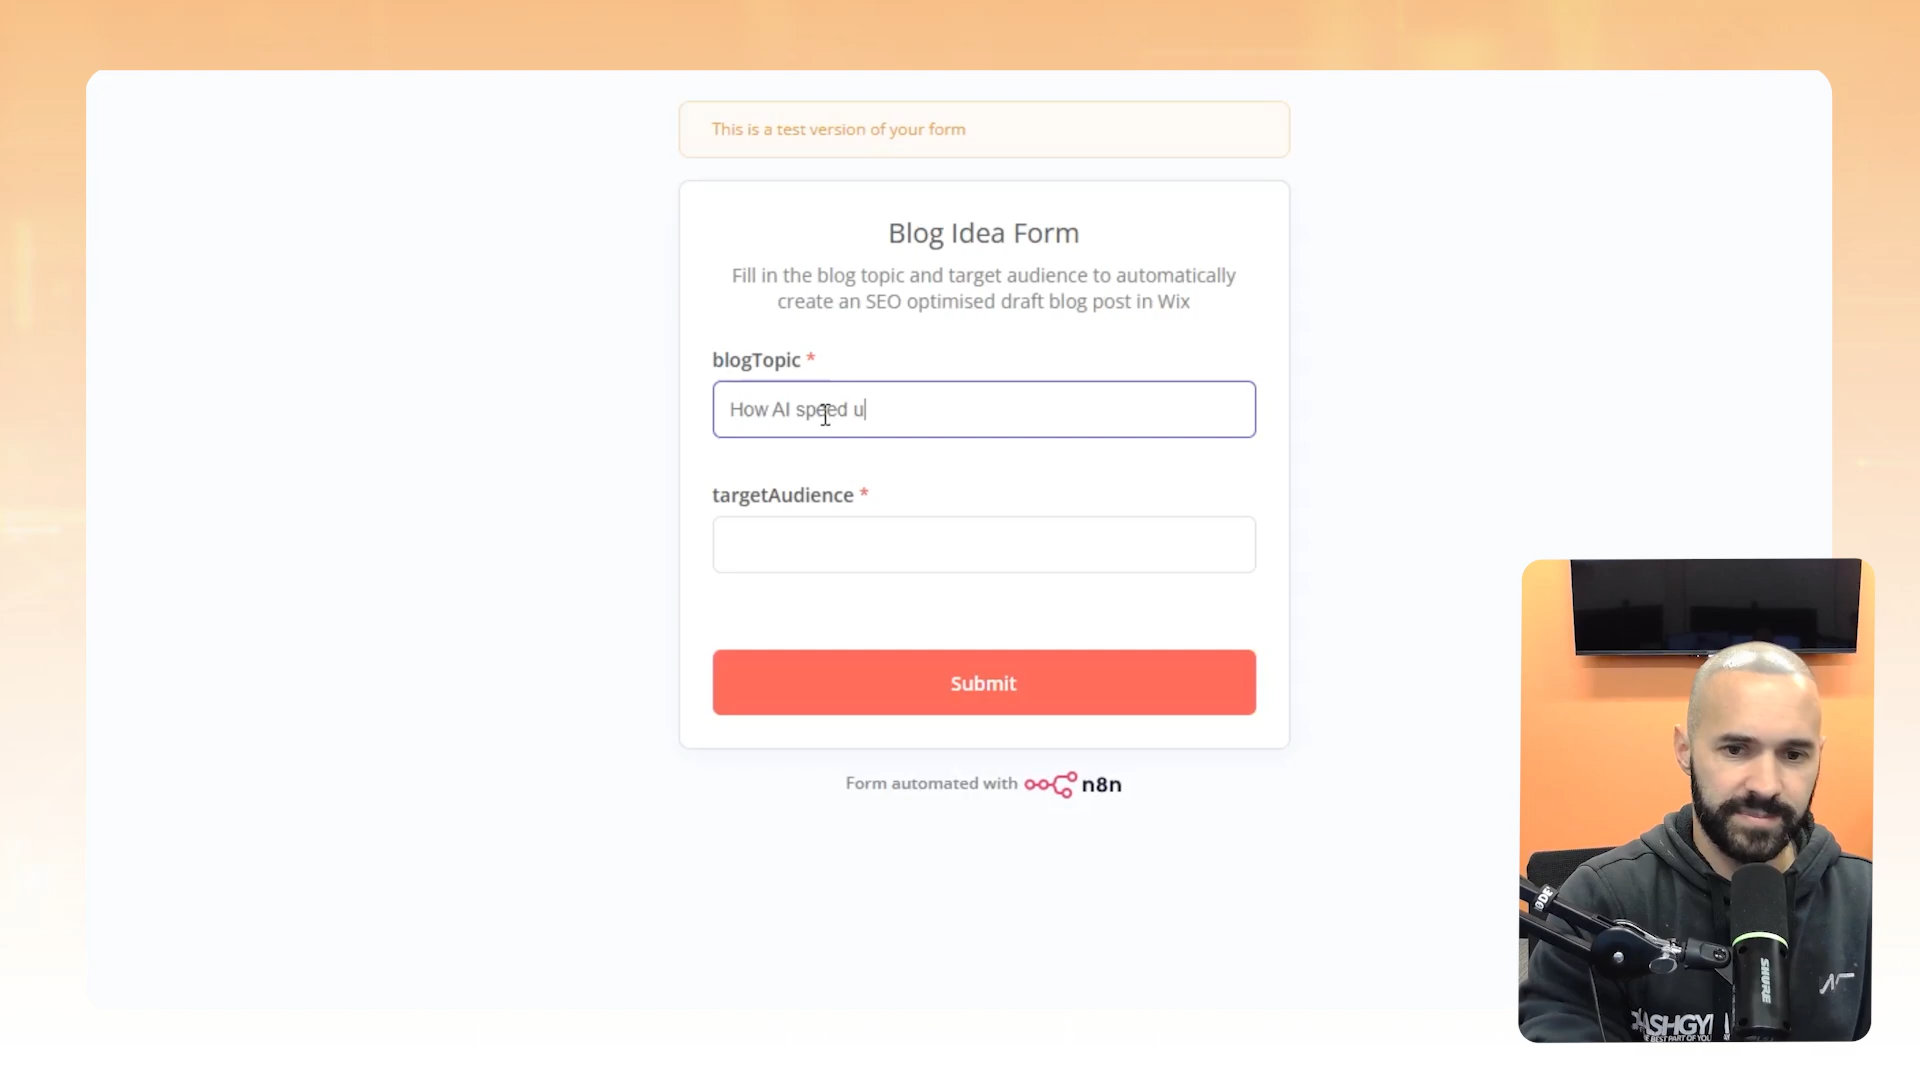 This is a test version of your form
Blog Idea Form
Fill in the blog topic and target audience to automatically
create an SEO optimised draft blog post in Wix
blogTopic *
How AI speed u
targetAudience *
Submit
Form automated with n8n
SHURE